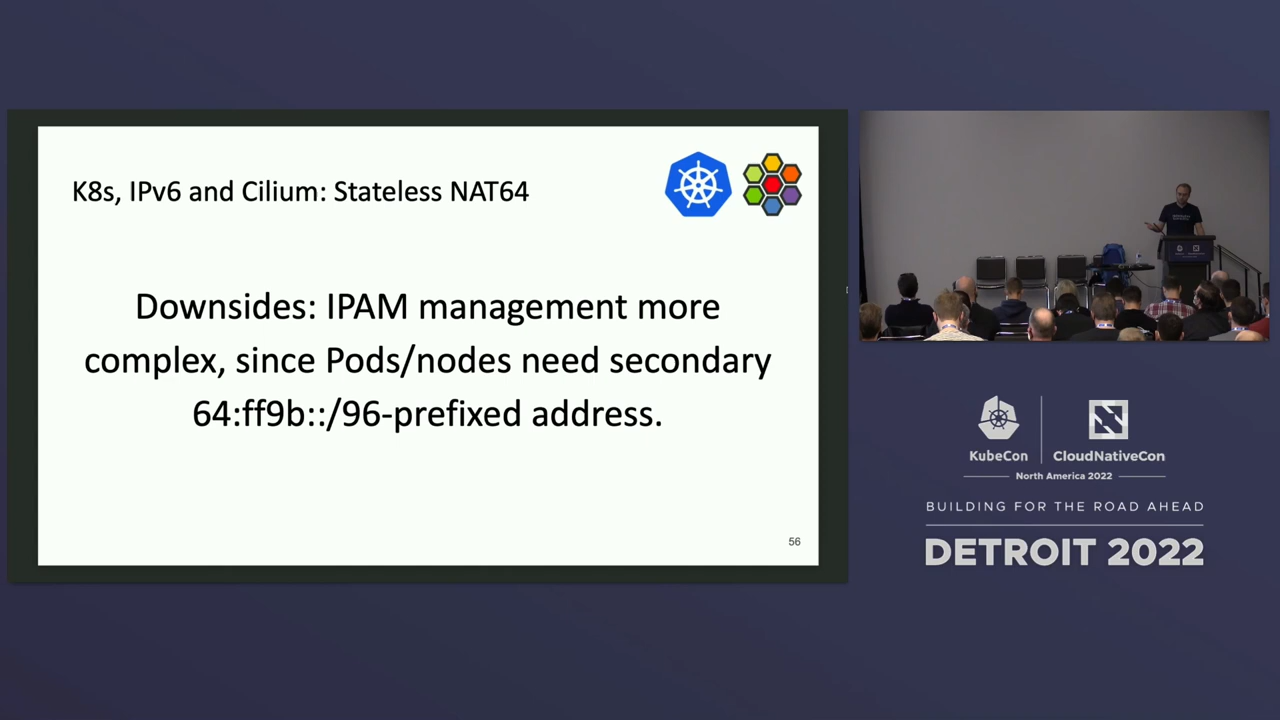 K8s, IPv6 and Cilium: Stateless NAT64
Downsides: IPAM management more
complex, since Pods/nodes need secondary
64:ff9b::/96-prefixed address.
56
KubeCon
CloudNativeCon
North America 2022
BUILDING FOR THE ROAD AHEAD
DETROIT 2022